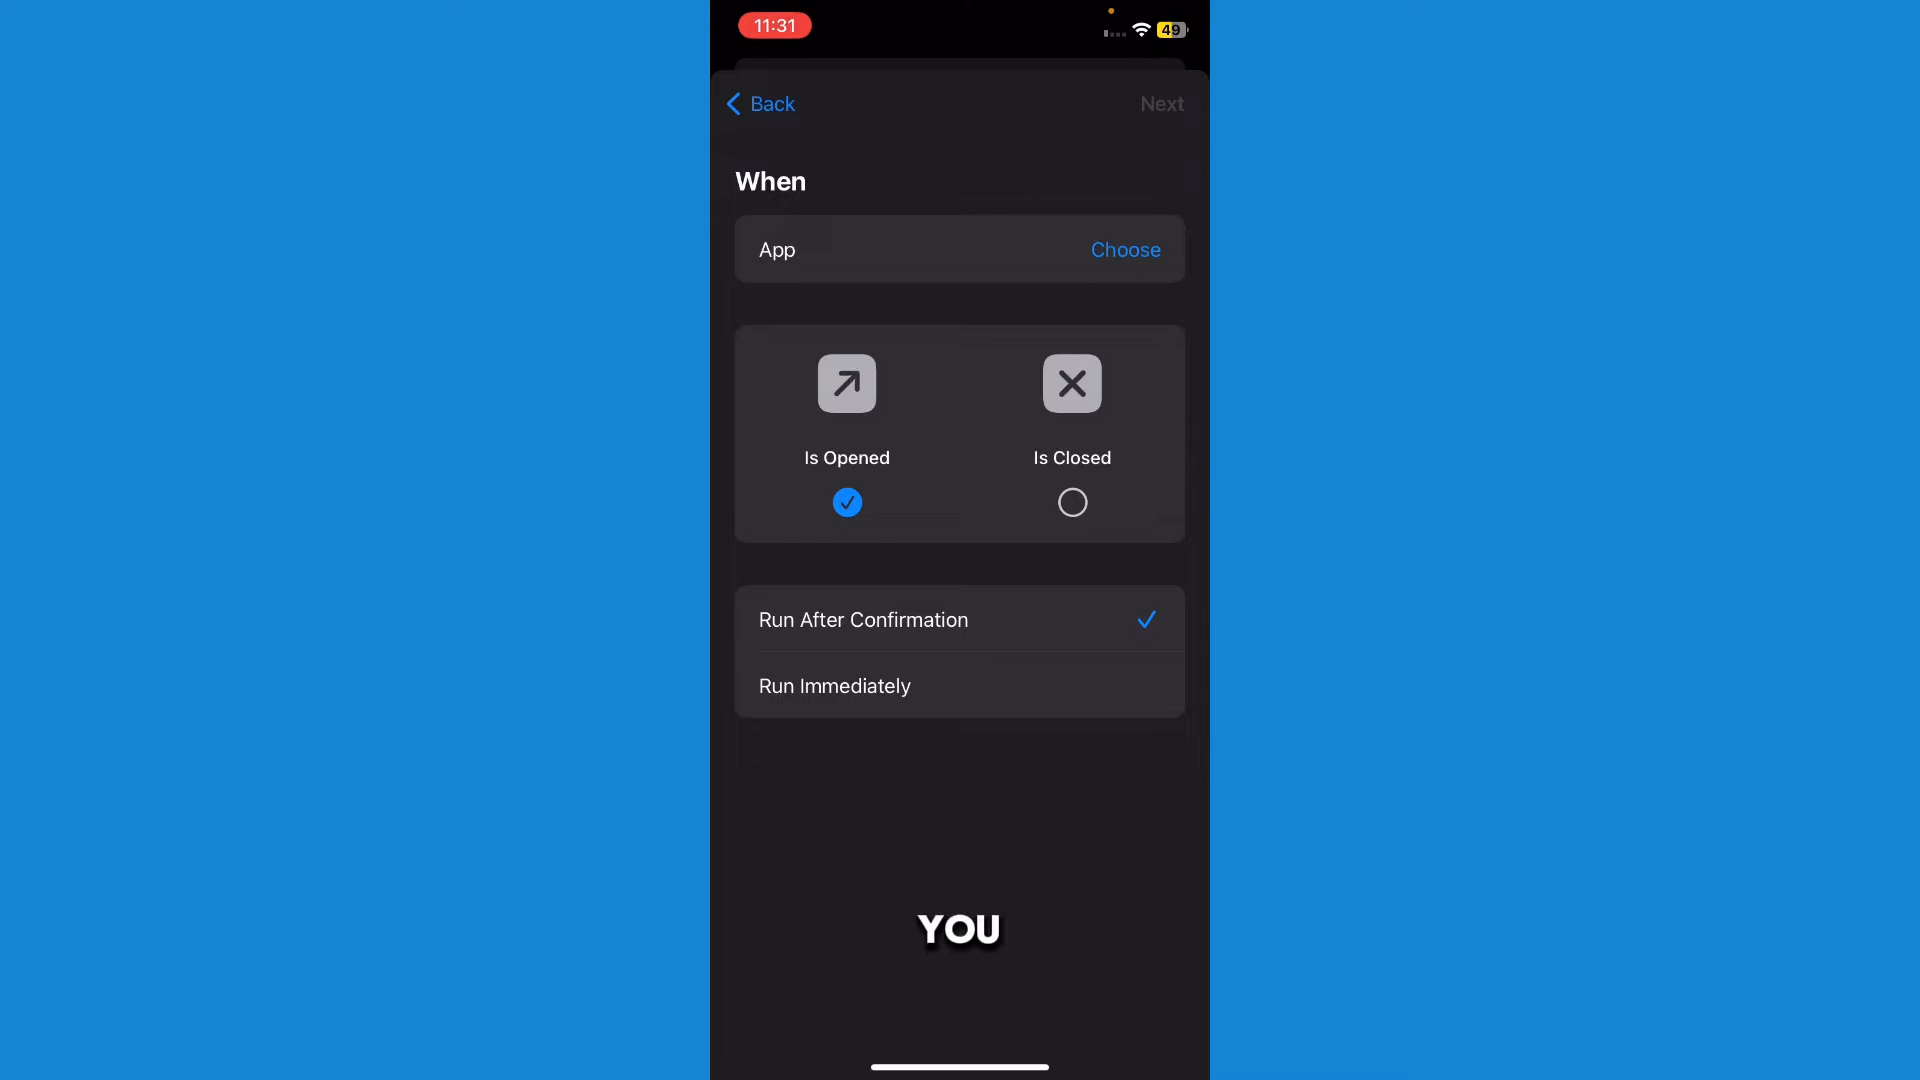 11:31
49
Back
Next
When
App
Choose
Is Opened
Is Closed
Run After Confirmation
Run Immediately
YOU